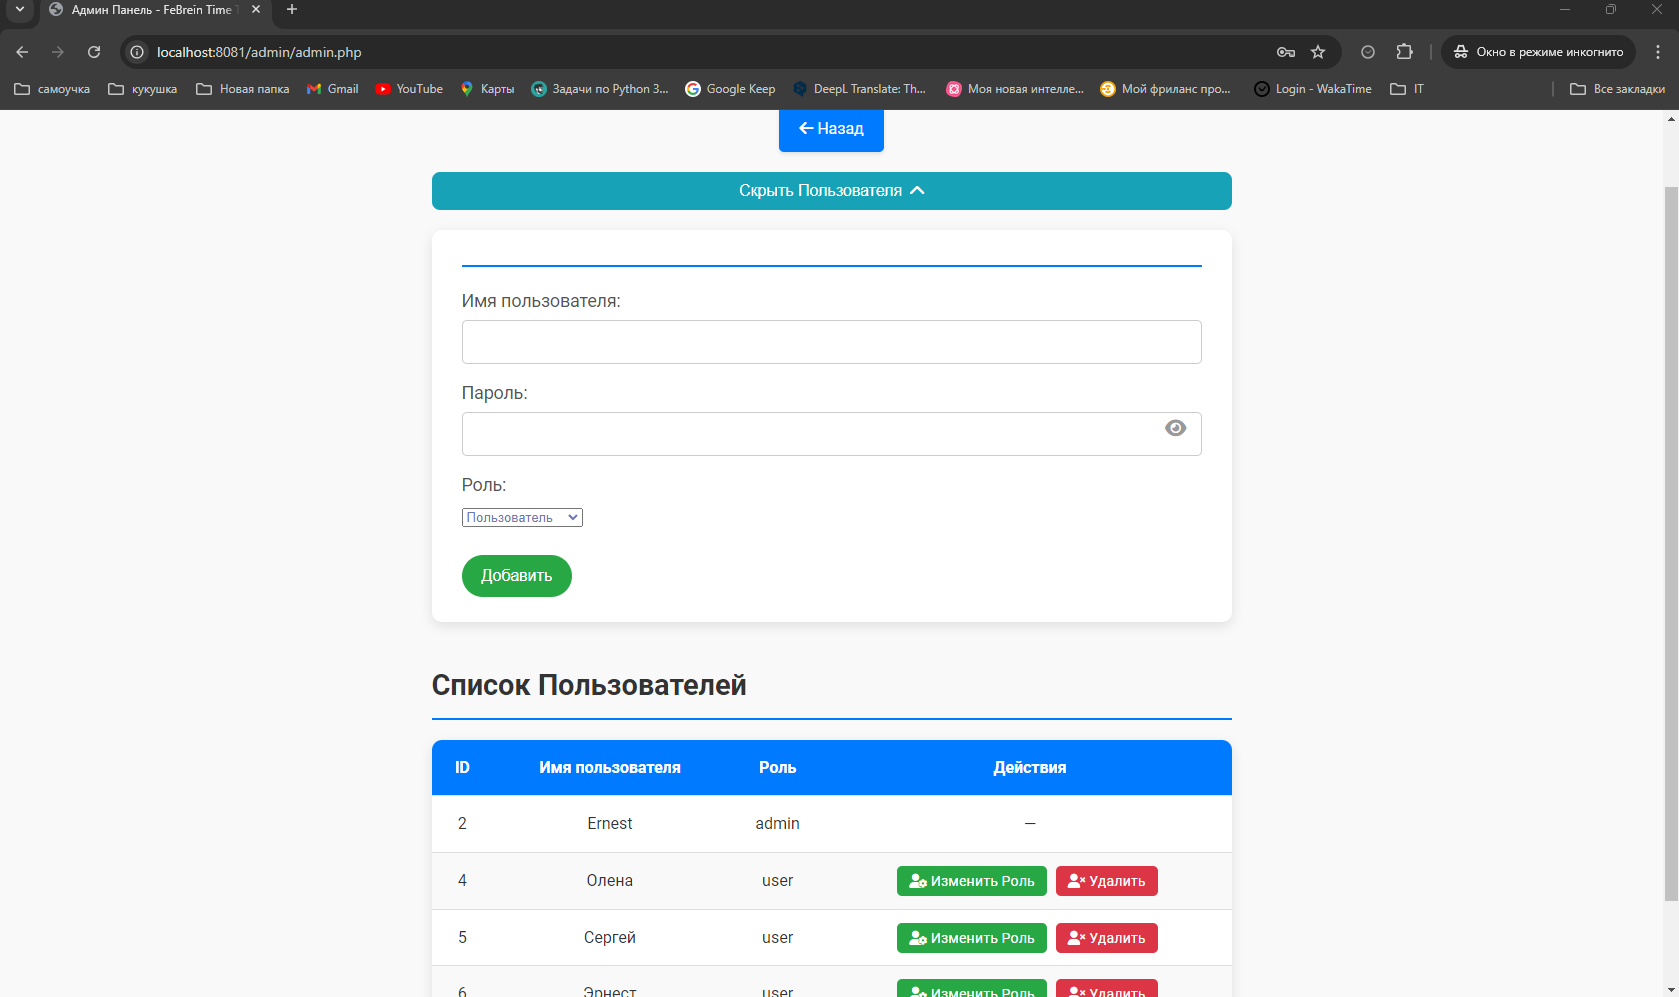 Админ Панель - FeBrein Time
localhost:8081/admin/admin.php
Окно в режиме инкогнито
самоучка
кукушка
Новая папка
Gmail
YouTube
Карты
Задачи по Python 3...
Google Keep
DeepL Translate: Th...
Моя новая интелле...
Мой фриланс про...
Login - WakaTime
IT
Все закладки
Назад
Скрыть Пользователя
Имя пользователя:
Пароль:
Роль:
Пользователь
Добавить
Список Пользователей
ID Имя пользователя Роль Действия
2 Ernest admin —
4 Олена user Изменить Роль Удалить
5 Сергей user Изменить Роль Удалить
6 Эрнест user Изменить Роль Удалить